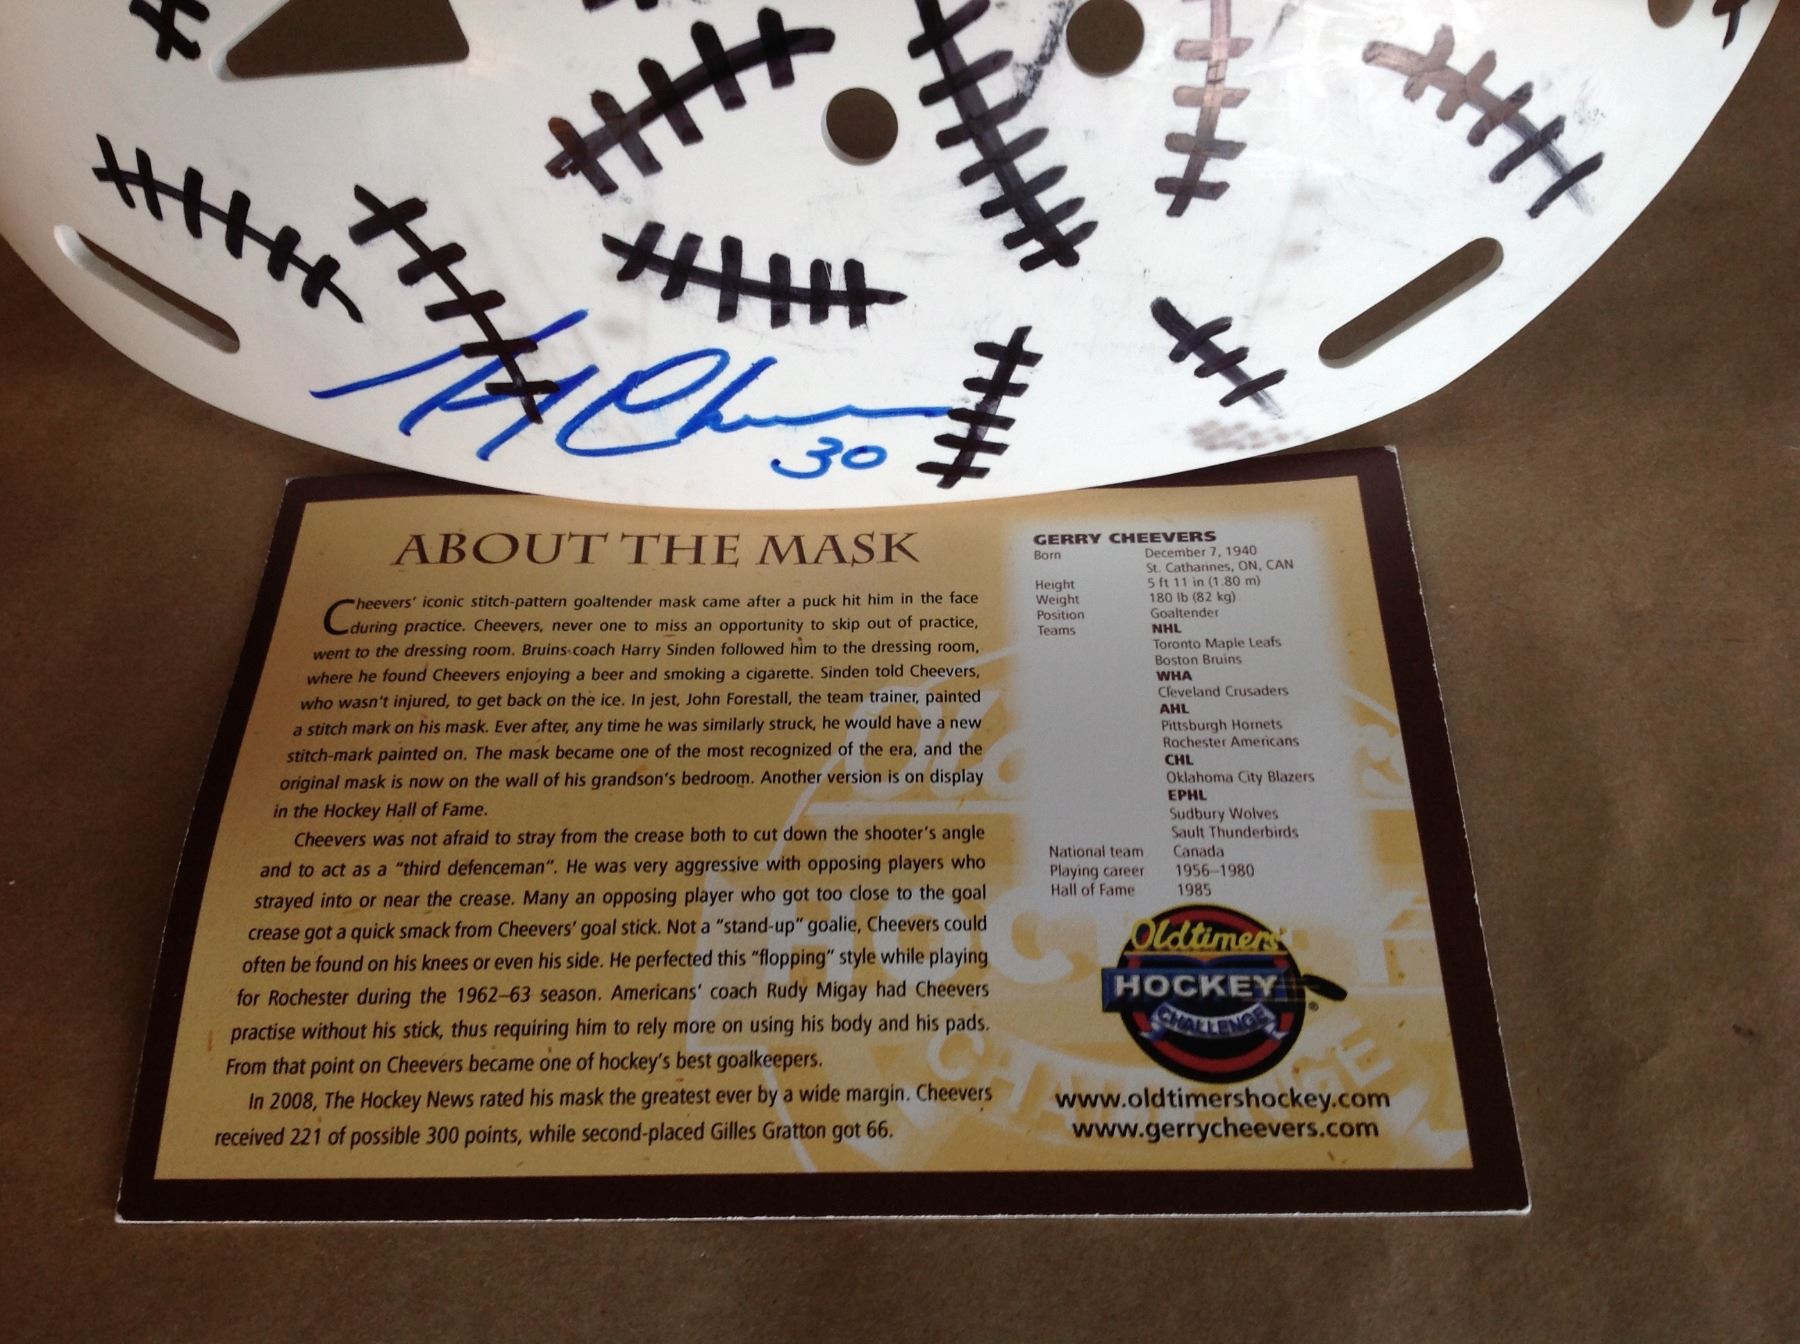 Cheevers
30
ABOUT THE MASK
Cheevers' iconic stitch-pattern goaltender mask came after a puck hit him in the face
during practice. Cheevers, never one to miss an opportunity to skip out of practice,
went to the dressing room. Bruins coach Harry Sinden followed him to the dressing room,
where he found Cheevers enjoying a beer and smoking a cigarette. Sinden told Cheevers,
who wasn't injured, to get back on the ice. In jest, John Forestall, the team trainer, painted
a stitch mark on his mask. Ever after, any time he was similarly struck, he would have a new
stitch-mark painted on. The mask became one of the most recognized of the era, and the
original mask is now on the wall of his grandson's bedroom. Another version is on display
in the Hockey Hall of Fame.
Cheevers was not afraid to stray from the crease both to cut down the shooter's angle
and to act as a "third defenceman". He was very aggressive with opposing players who
strayed into or near the crease. Many an opposing player who got too close to the goal
crease got a quick smack from Cheevers' goal stick. Not a "stand-up" goalie, Cheevers could
often be found on his knees or even his side. He perfected this "flopping" style while playing
for Rochester during the 1962–63 season. Americans' coach Rudy Migay had Cheevers
practise without his stick, thus requiring him to rely more on using his body and his pads.
From that point on Cheevers became one of hockey's best goalkeepers.
In 2008, The Hockey News rated his mask the greatest ever by a wide margin. Cheevers
received 221 of possible 300 points, while second-placed Gilles Gratton got 66.
GERRY CHEEVERS
Born December 7, 1940
St. Catharines, ON, CAN
Height 5 ft 11 in (1.80 m)
Weight 180 lb (82 kg)
Position Goaltender
Teams NHL
Toronto Maple Leafs
Boston Bruins
WHA
Cleveland Crusaders
AHL
Pittsburgh Hornets
Rochester Americans
CHL
Oklahoma City Blazers
EPHL
Sudbury Wolves
Sault Thunderbirds
National team Canada
Playing career 1956–1980
Hall of Fame 1985
Oldtimers'
HOCKEY
CHALLENGE
®
www.oldtimershockey.com
www.gerrycheevers.com